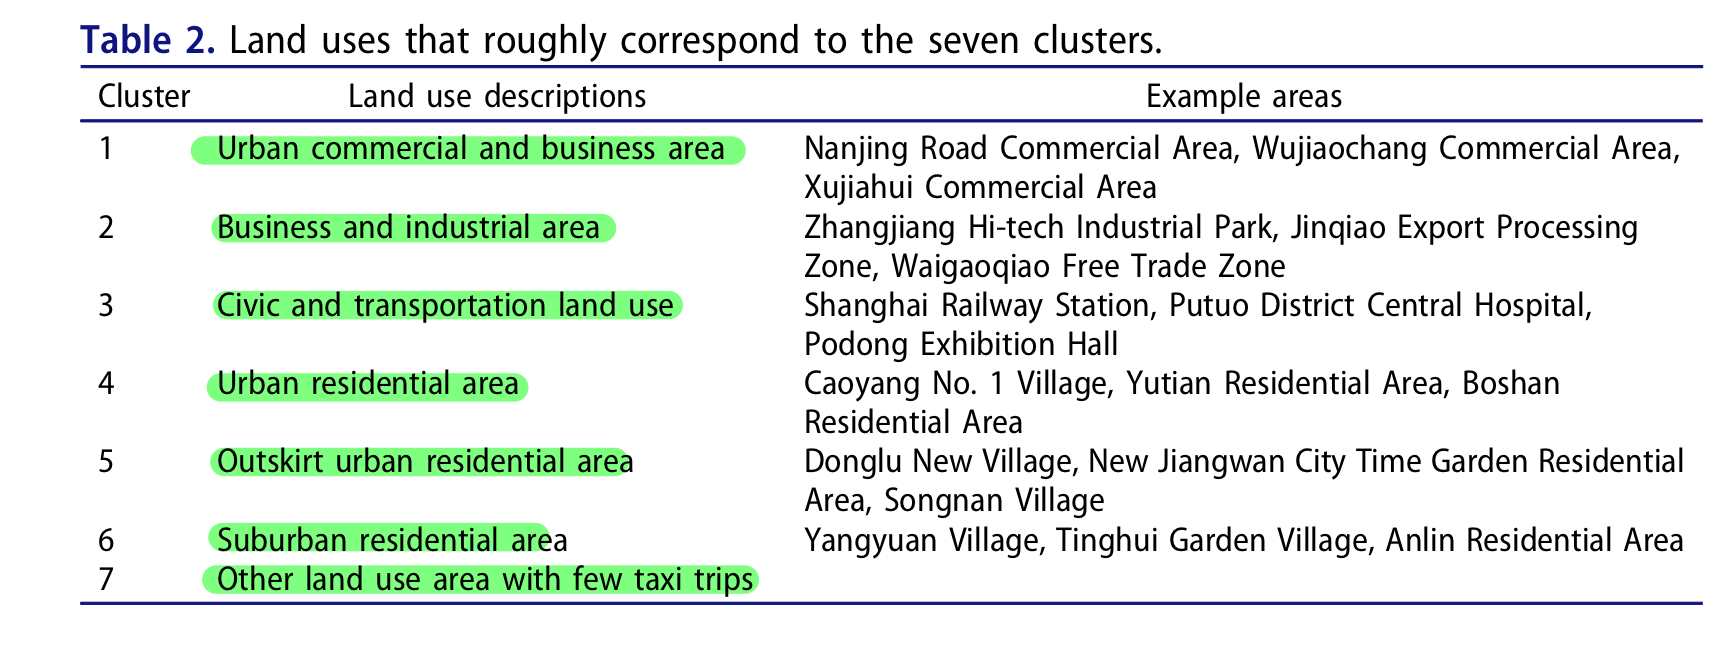 Table 2. Land uses that roughly correspond to the seven clusters.
Cluster Land use descriptions Example areas
1 Urban commercial and business area Nanjing Road Commercial Area, Wujiaochang Commercial Area,
Xujiahui Commercial Area
2 Business and industrial area Zhangjiang Hi-tech Industrial Park, Jinqiao Export Processing
Zone, Waigaoqiao Free Trade Zone
3 Civic and transportation land use Shanghai Railway Station, Putuo District Central Hospital,
Podong Exhibition Hall
4 Urban residential area Caoyang No. 1 Village, Yutian Residential Area, Boshan
Residential Area
5 Outskirt urban residential area Donglu New Village, New Jiangwan City Time Garden Residential
Area, Songnan Village
6 Suburban residential area Yangyuan Village, Tinghui Garden Village, Anlin Residential Area
7 Other land use area with few taxi trips